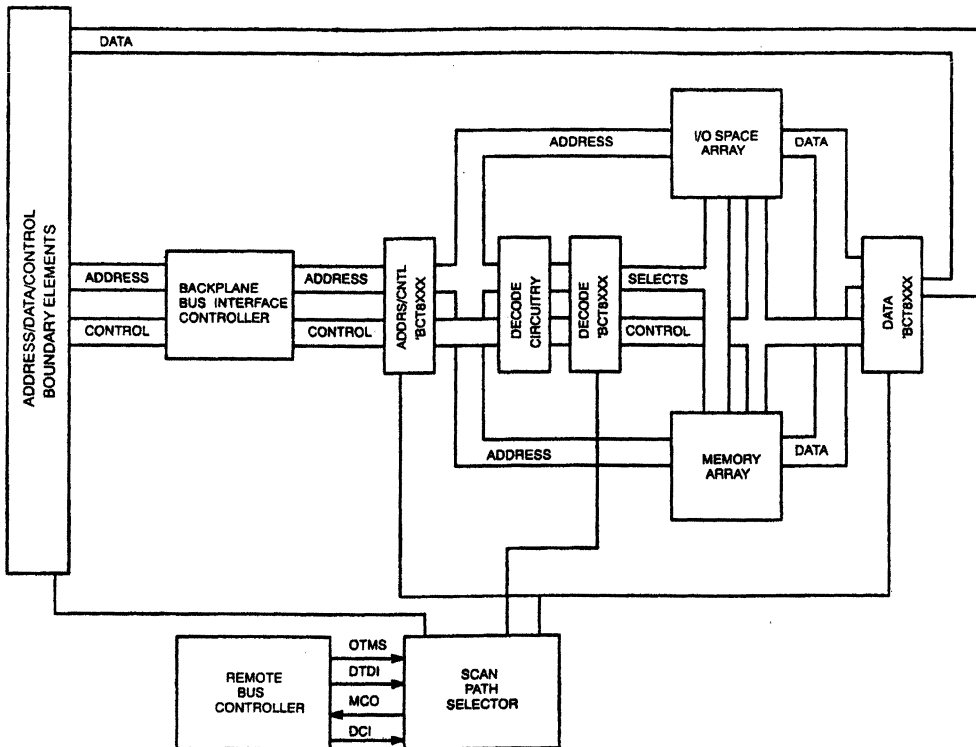 DATA
ADDRESS/DATA/CONTROL
BOUNDARY ELEMENTS
I/O SPACE
ARRAY
ADDRESS
DATA
ADDRESS
BACKPLANE
BUS INTERFACE
CONTROLLER
ADDRESS
ADDRS/CNTL
'BCT8XXX
DECODE
CIRCUITRY
DECODE
'BCT8XXX
SELECTS
DATA
'BCT8XXX
CONTROL
CONTROL
CONTROL
ADDRESS
MEMORY
ARRAY
DATA
REMOTE
BUS
CONTROLLER
OTMS
DTDI
MCO
DCI
SCAN
PATH
SELECTOR